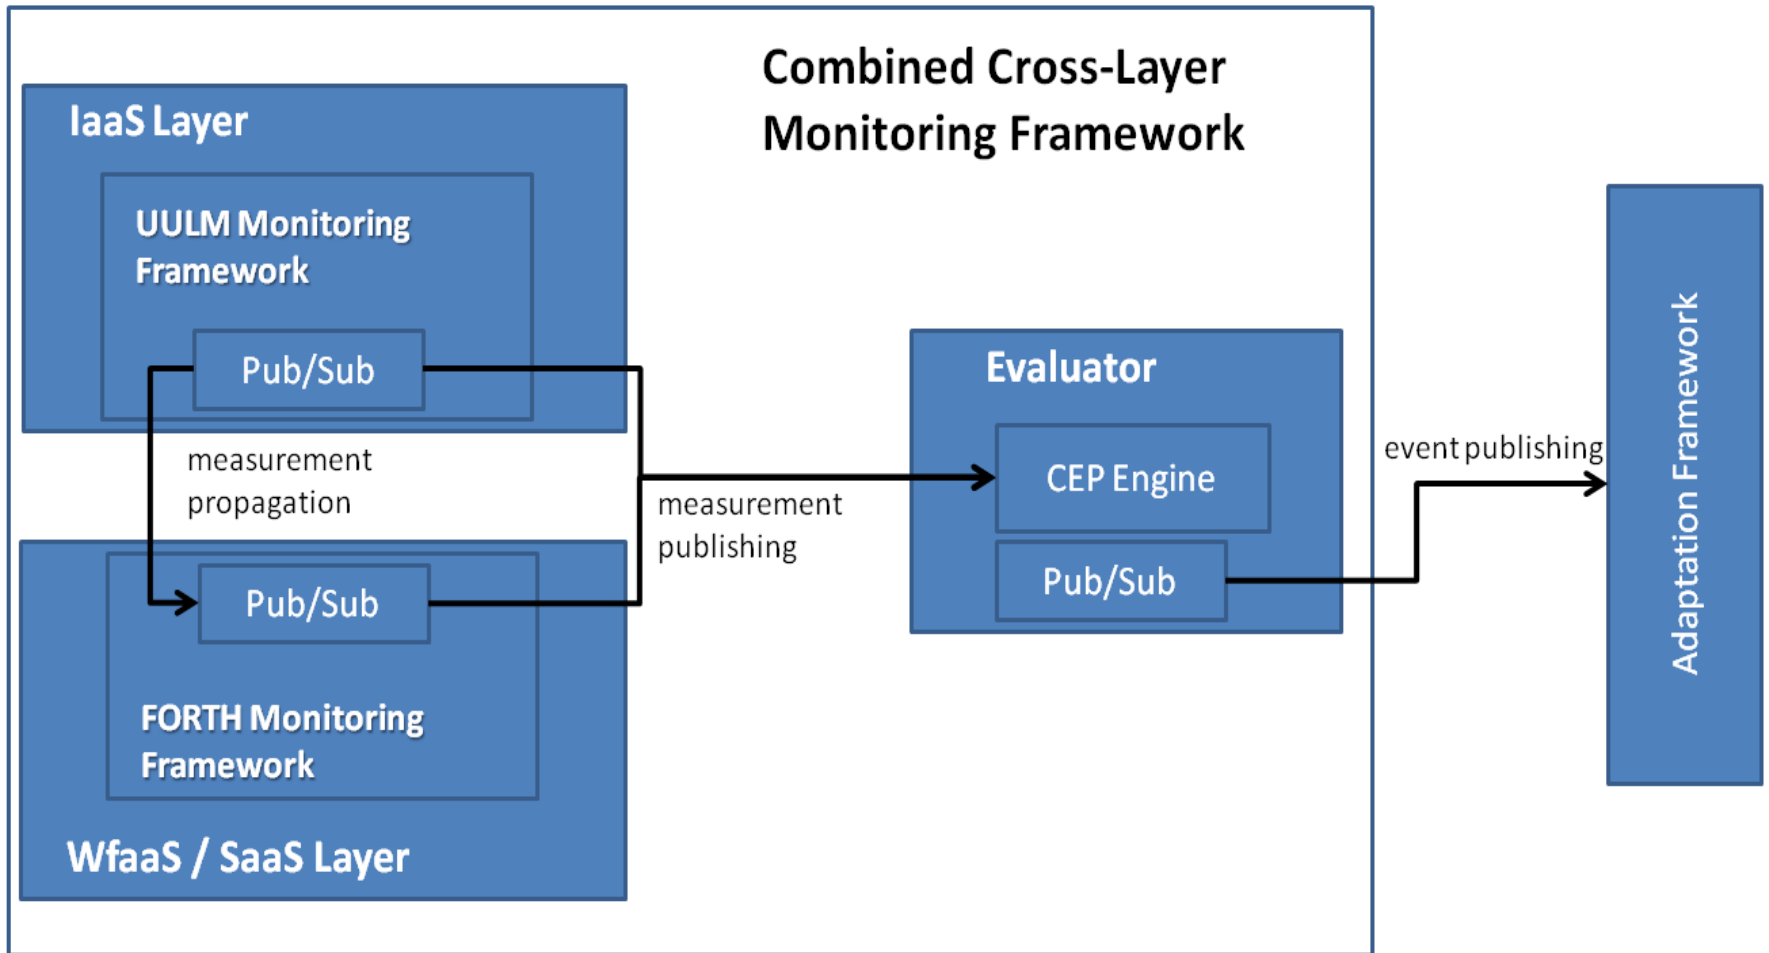 Combined Cross-Layer
Monitoring Framework
IaaS Layer
UULM Monitoring
Framework
Pub/Sub
measurement
propagation
Pub/Sub
FORTH Monitoring
Framework
WfaaS / SaaS Layer
measurement
publishing
Evaluator
CEP Engine
Pub/Sub
event publishing
Adaptation Framework